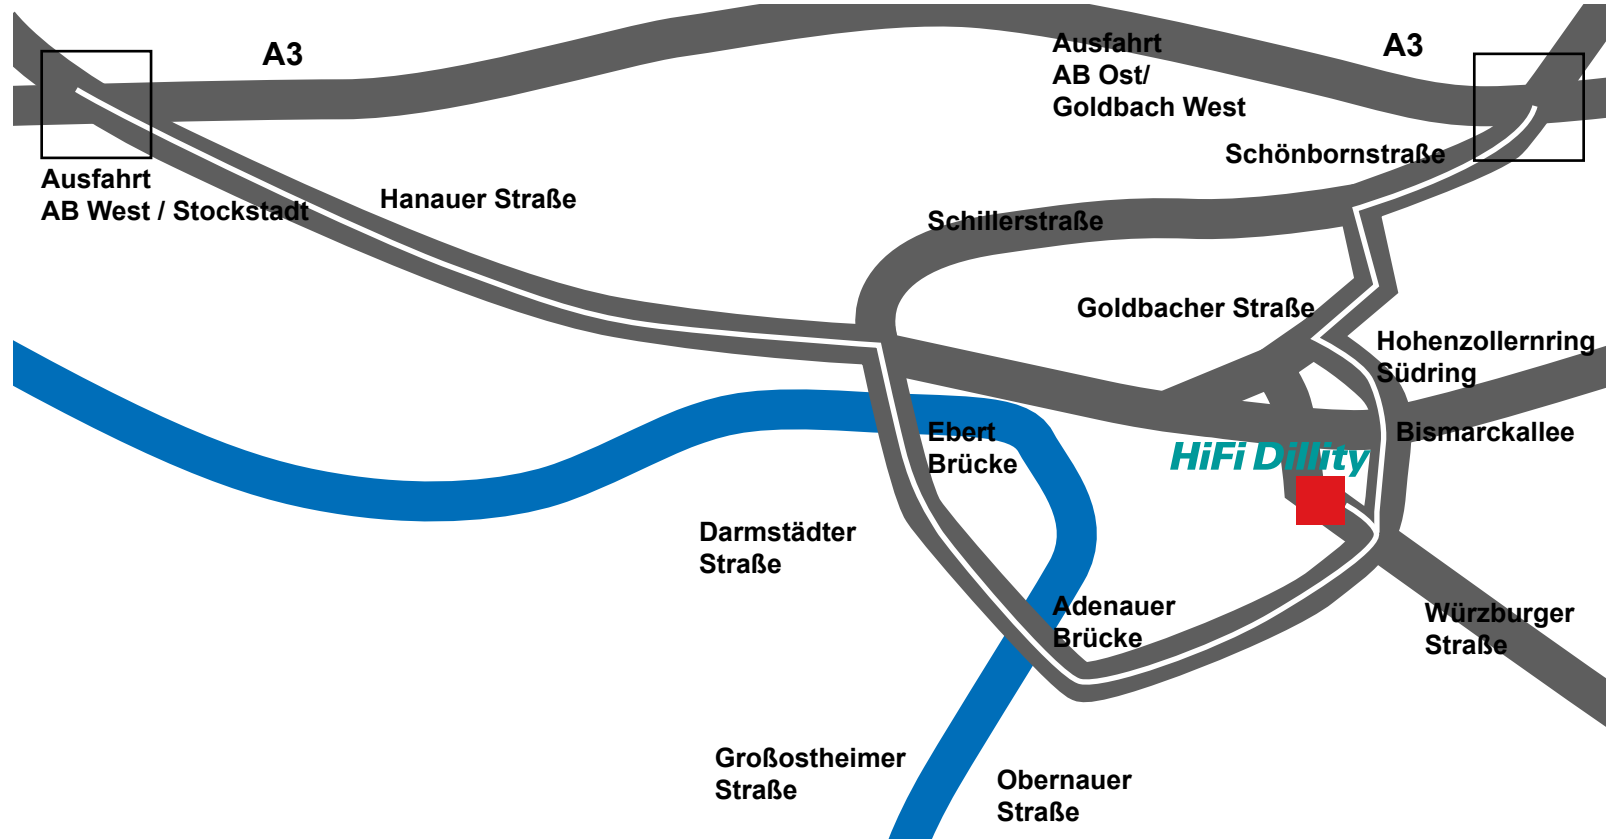 A3
Ausfahrt
AB Ost/
Goldbach West
A3
Schönbornstraße
Ausfahrt
AB West / Stockstadt
Hanauer Straße
Schillerstraße
Goldbacher Straße
Hohenzollernring
Südring
Ebert
Brücke
Bismarckallee
HiFi Dillity
Darmstädter
Straße
Adenauer
Brücke
Würzburger
Straße
Großostheimer
Straße
Obernauer
Straße